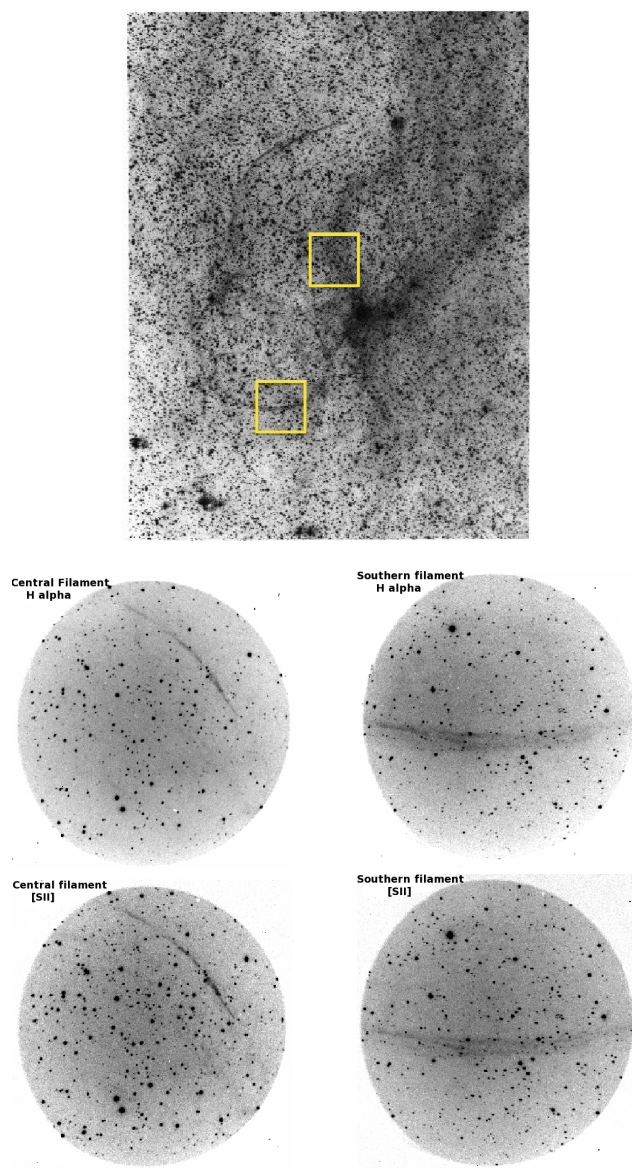 Central Filament
H alpha
Southern filament
H alpha
Central filament
[SII]
Southern filament
[SII]